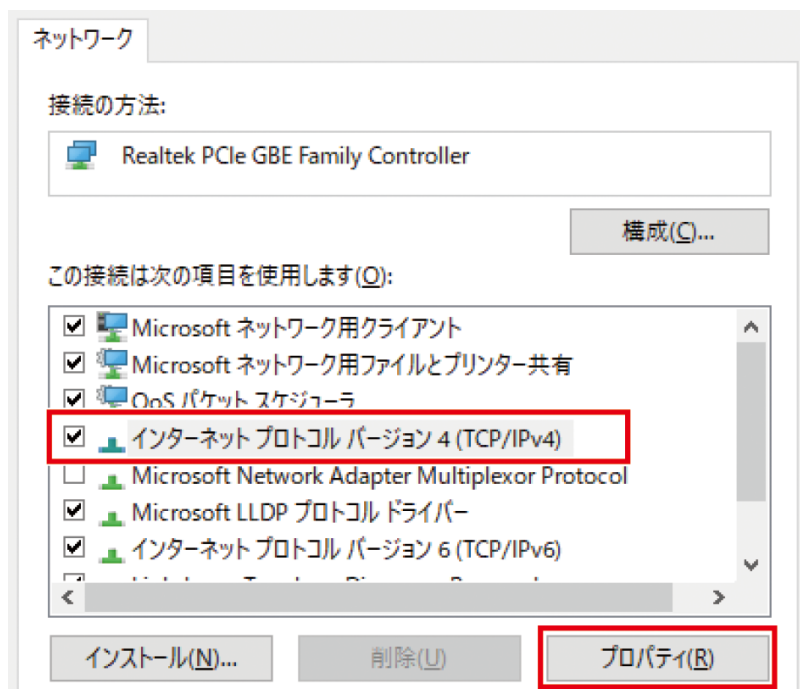 ネットワーク
接続の方法:
Realtek PCIe GBE Family Controller
構成(C)...
この接続は次の項目を使用します(O):
Microsoft ネットワーク用クライアント
Microsoft ネットワーク用ファイルとプリンター共有
QoS パケット スケジューラ
インターネット プロトコル バージョン 4 (TCP/IPv4)
Microsoft Network Adapter Multiplexor Protocol
Microsoft LLDP プロトコル ドライバー
インターネット プロトコル バージョン 6 (TCP/IPv6)
インストール(N)...
削除(U)
プロパティ(R)